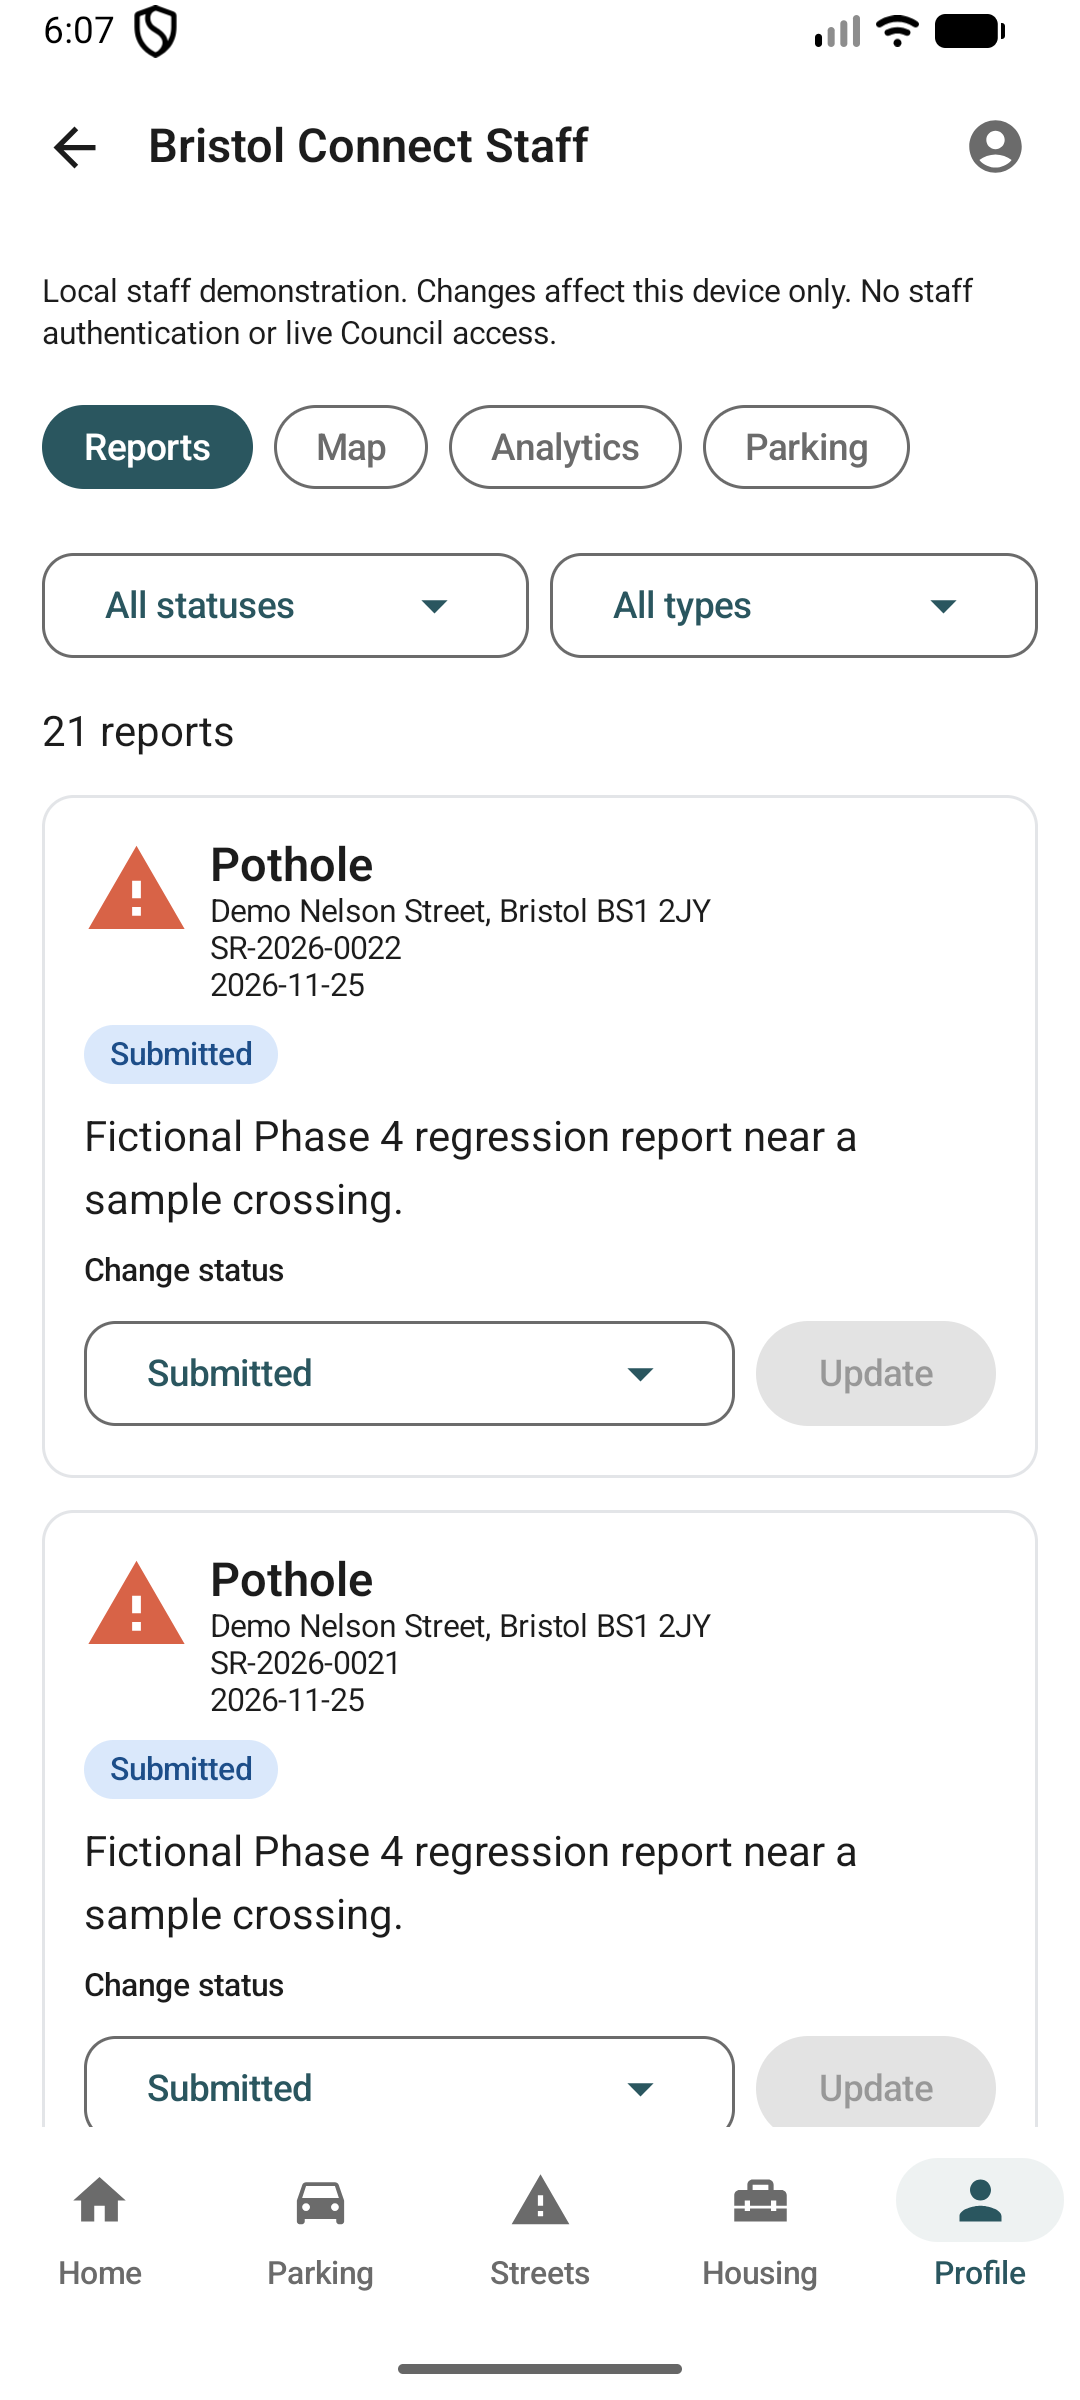 6:07
Bristol Connect Staff
Local staff demonstration. Changes affect this device only. No staff
authentication or live Council access.
Reports
Map
Analytics
Parking
All statuses
All types
21 reports
Pothole
Demo Nelson Street, Bristol BS1 2JY
SR-2026-0022
2026-11-25
Submitted
Fictional Phase 4 regression report near a
sample crossing.
Change status
Submitted
Update
Pothole
Demo Nelson Street, Bristol BS1 2JY
SR-2026-0021
2026-11-25
Submitted
Fictional Phase 4 regression report near a
sample crossing.
Change status
Submitted
Update
Home
Parking
Streets
Housing
Profile